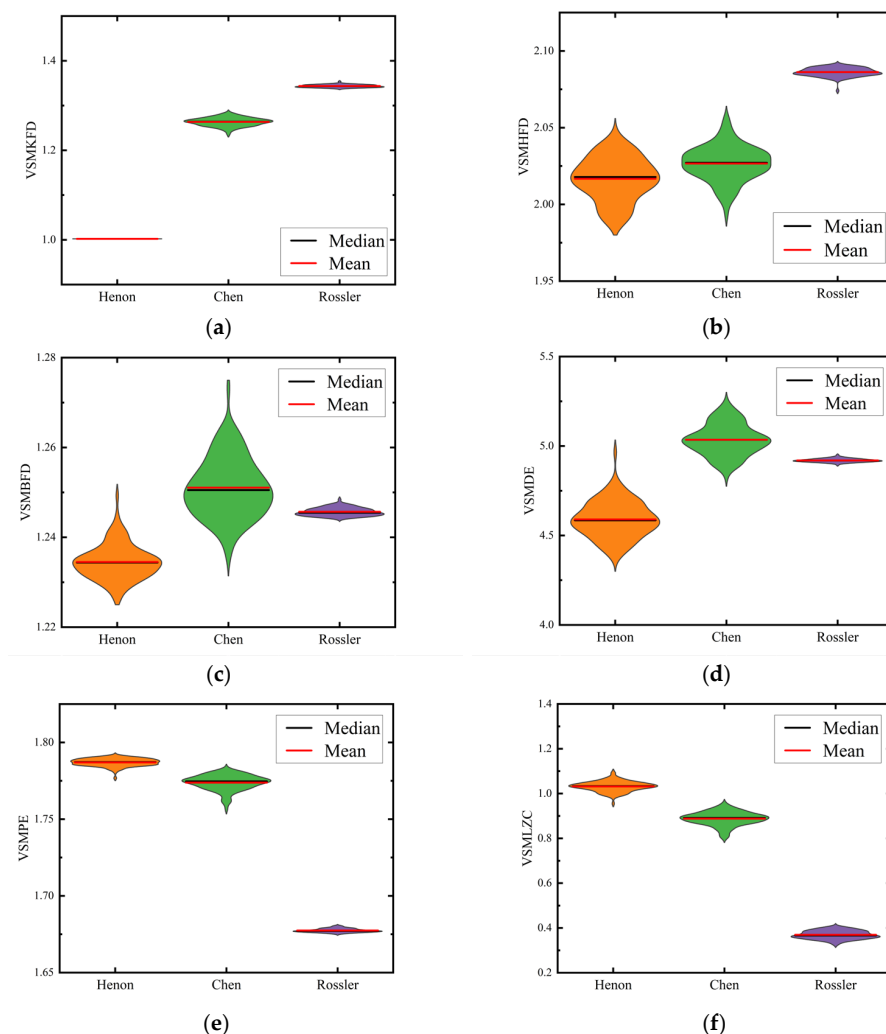 VSMKFD
1.4
1.2
1.0
Median
Mean
Henon Chen Rossler
(a)
VSMHFD
2.10
2.05
2.00
1.95
Median
Mean
Henon Chen Rossler
(b)
VSMBFD
1.28
1.26
1.24
1.22
Median
Mean
Henon Chen Rossler
(c)
VSMDE
5.5
5.0
4.5
4.0
Median
Mean
Henon Chen Rossler
(d)
VSMPE
1.80
1.75
1.70
1.65
Median
Mean
Henon Chen Rossler
(e)
VSMLZC
1.4
1.2
1.0
0.8
0.6
0.4
0.2
Median
Mean
Henon Chen Rossler
(f)